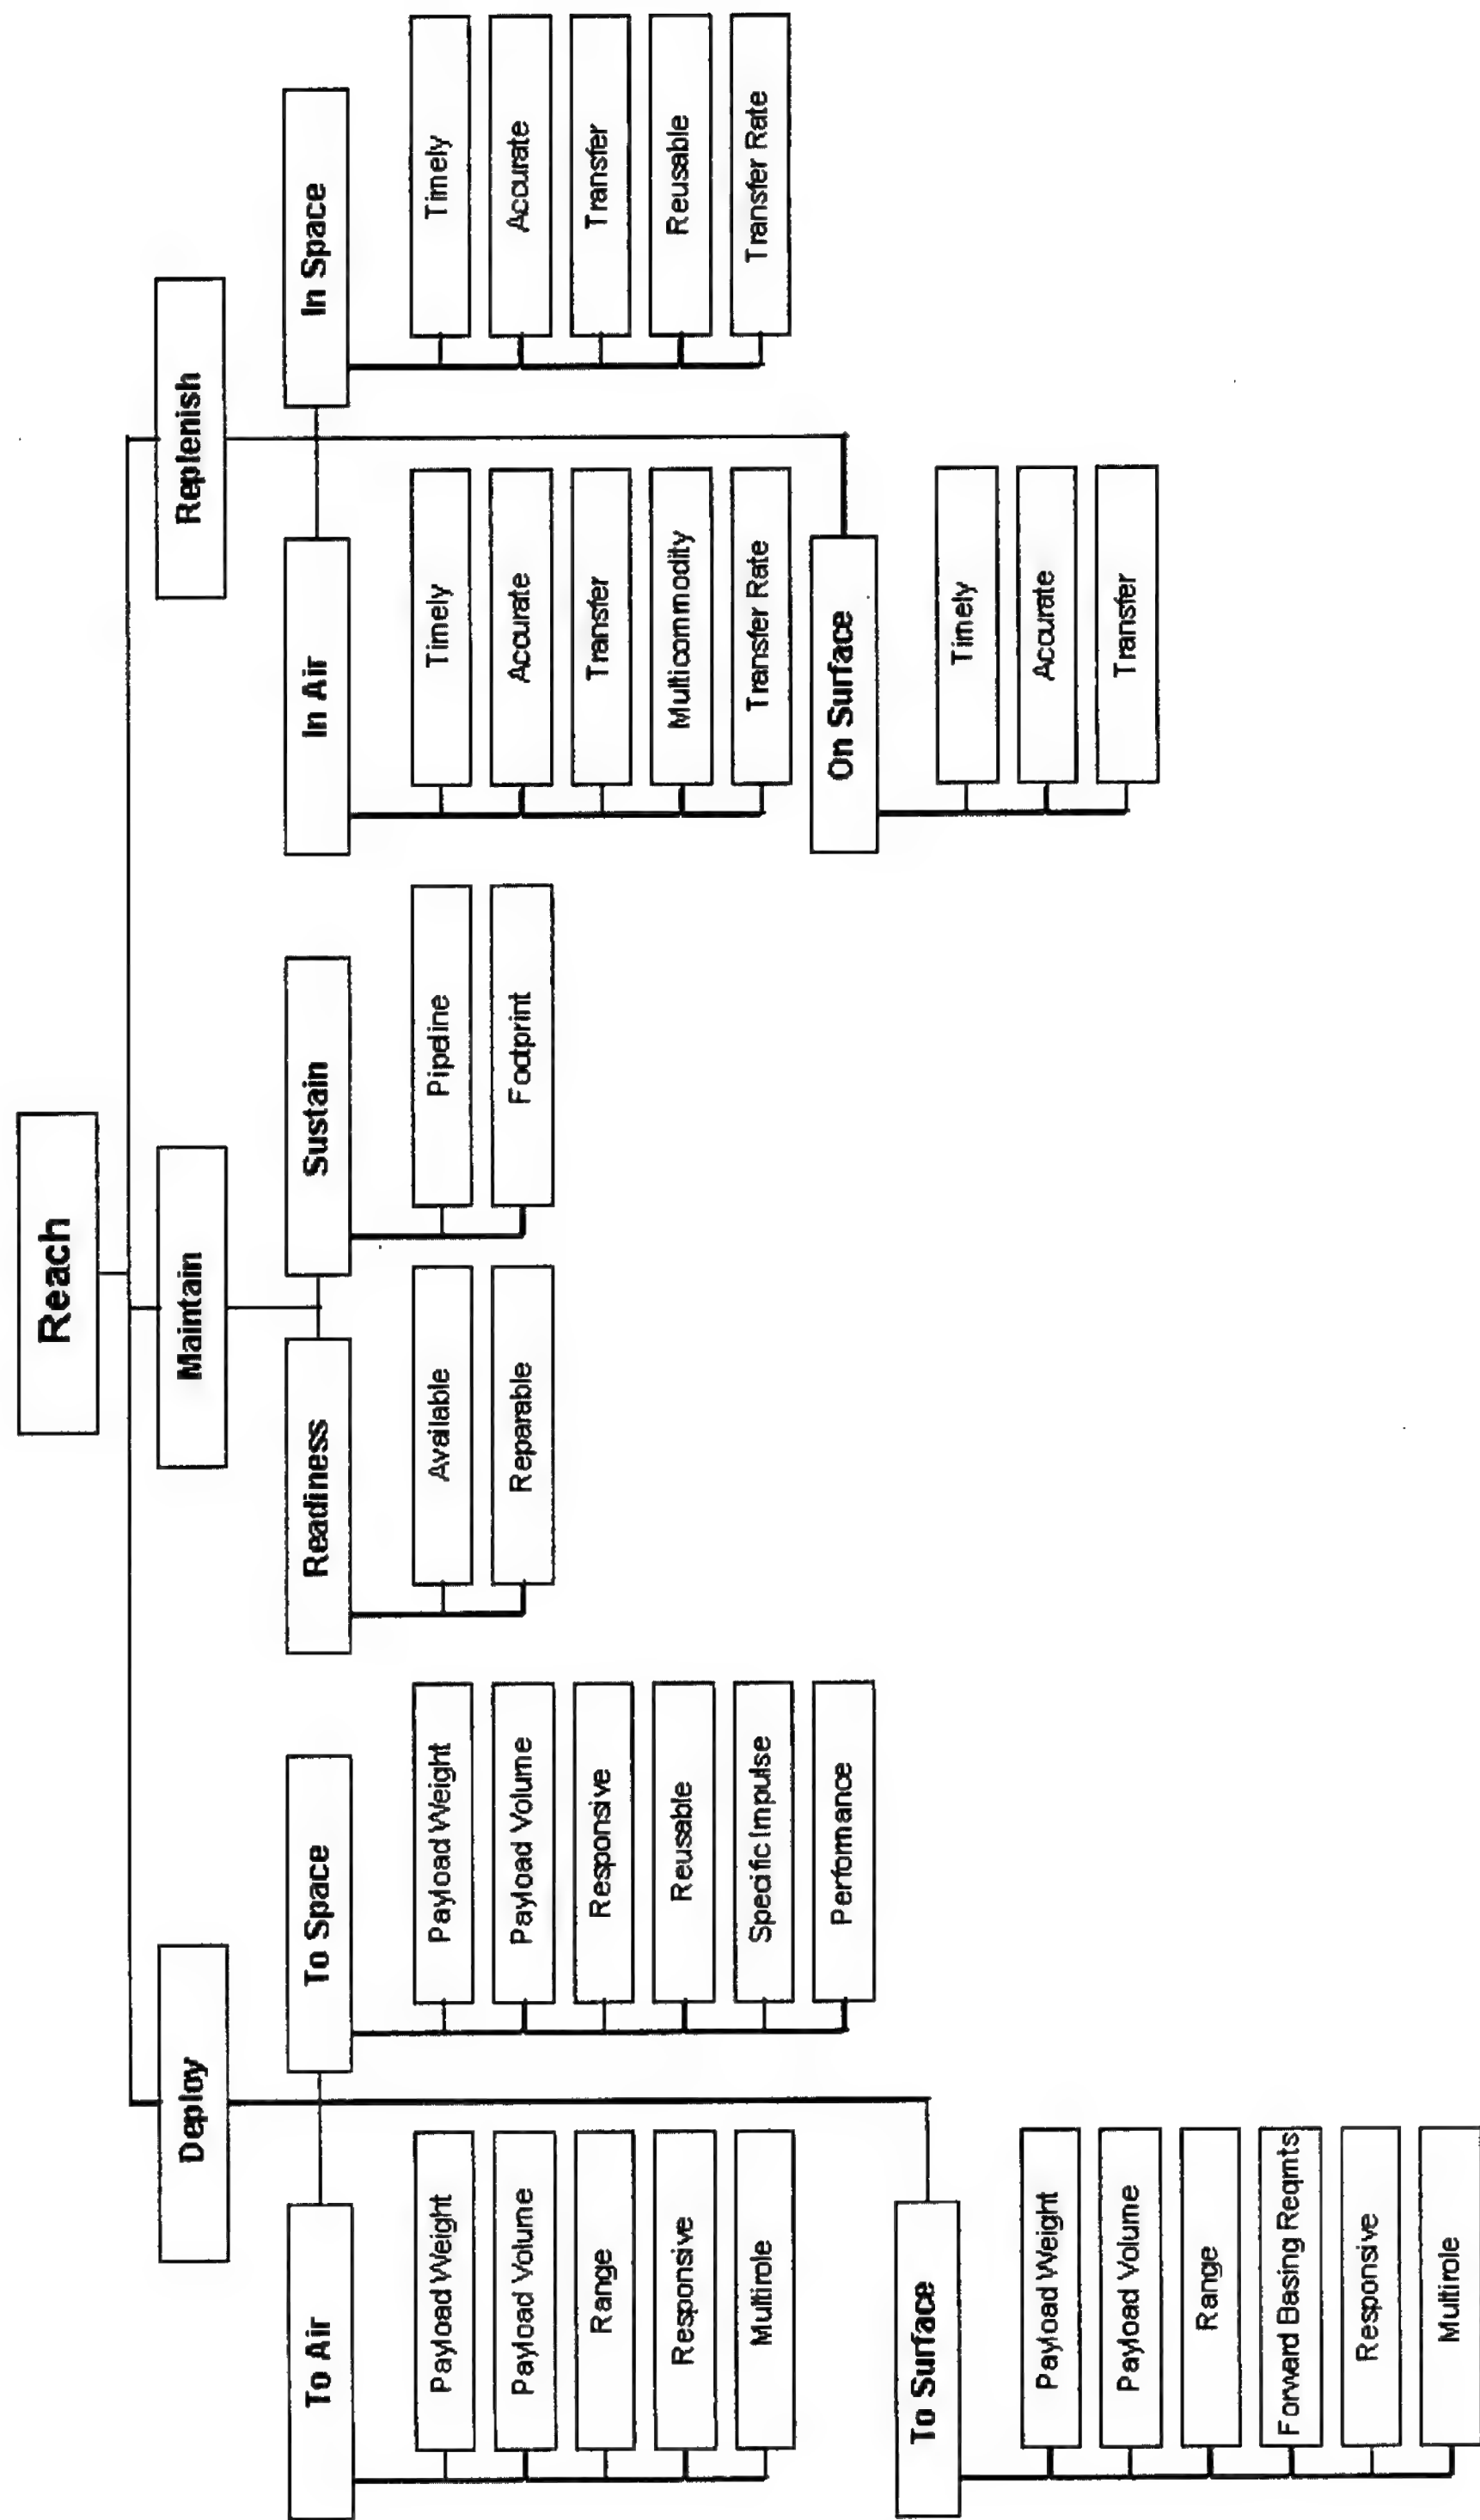 Reach
Deploy
To Air
Payload Weight
Payload Volume
Range
Responsive
Multirole
To Space
Payload Weight
Payload Volume
Responsive
Reusable
Specific Impulse
Performance
To Surface
Payload Weight
Payload Volume
Range
Forward Basing Reqmts
Responsive
Multirole
Maintain
Readiness
Available
Reparable
Sustain
Pipeline
Footprint
Replenish
In Air
Timely
Accurate
Transfer
Multicommodity
Transfer Rate
In Space
Timely
Accurate
Transfer
Reusable
Transfer Rate
On Surface
Timely
Accurate
Transfer